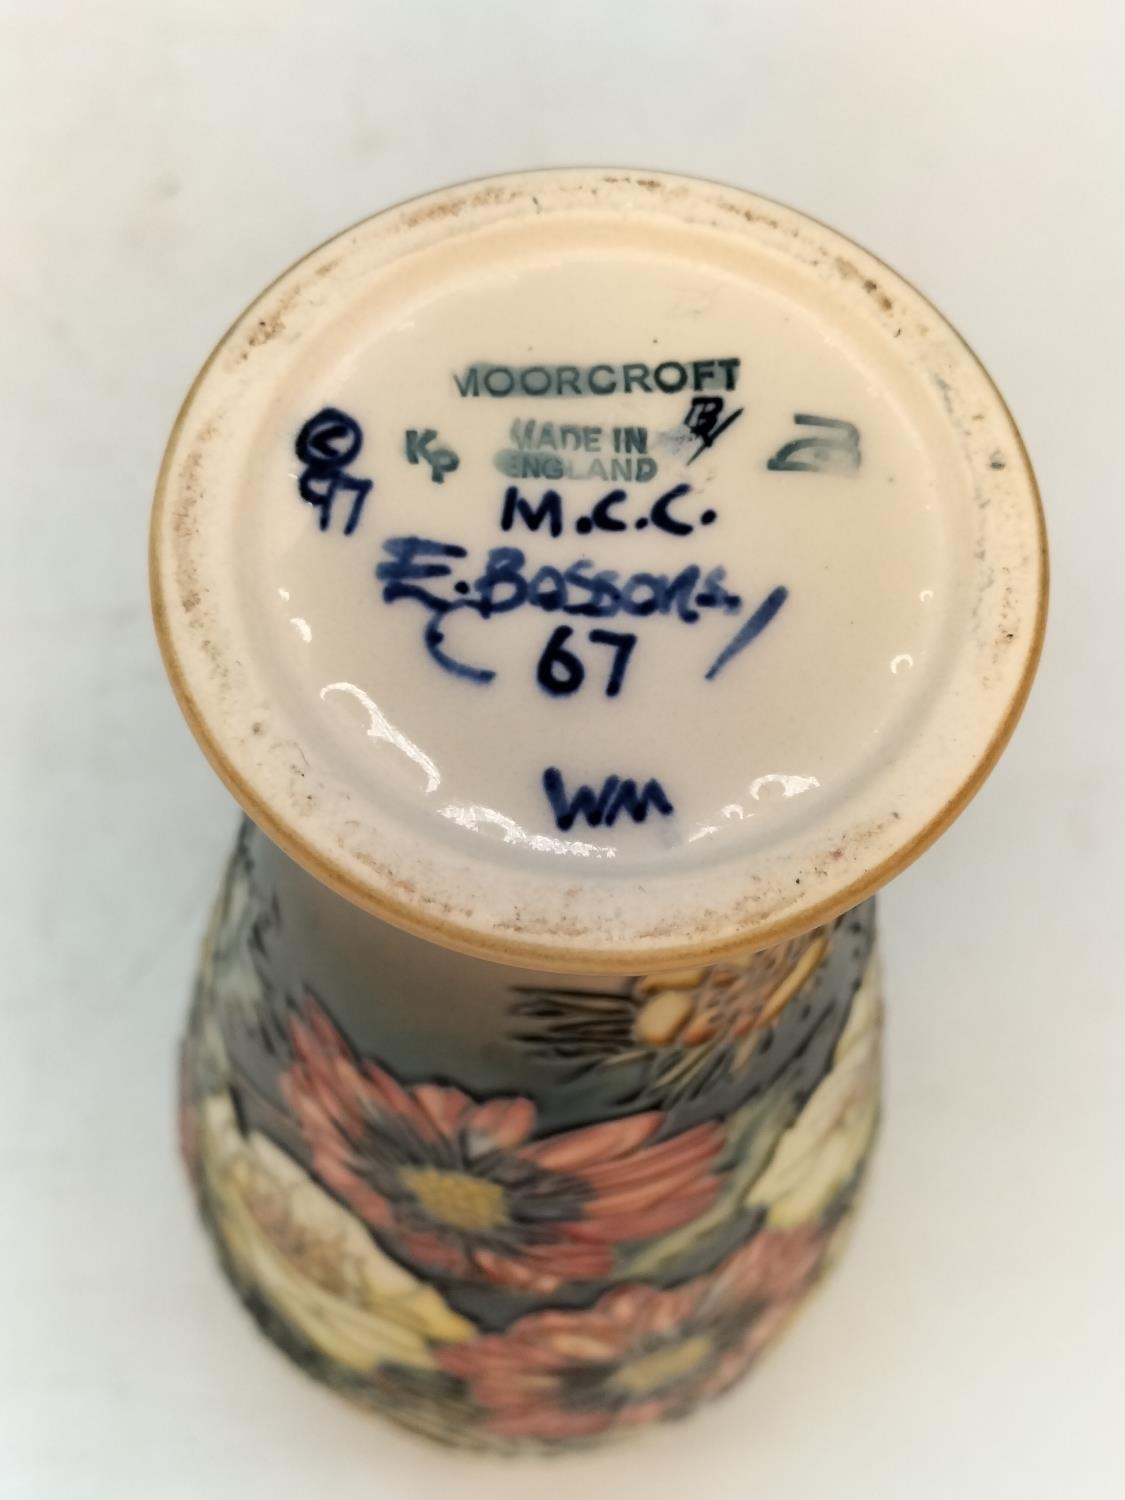 MOORCROFT
© KP MADE IN
97 ENGLAND
M.C.C.
E. Bossons.
67
WM